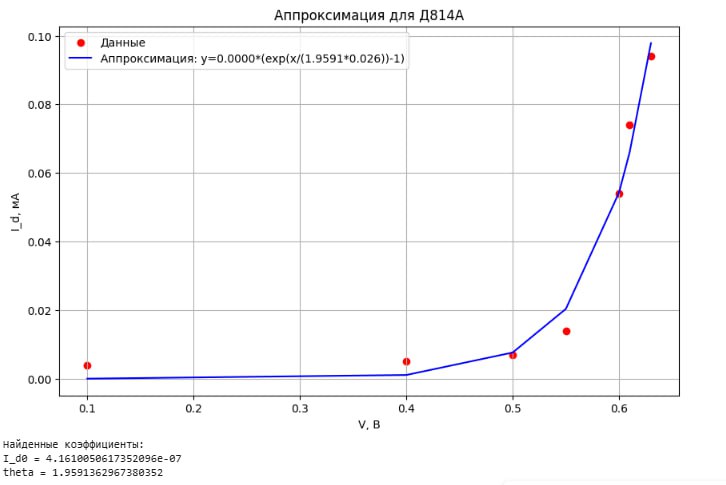 Аппроксимация для Д814А
Данные
Аппроксимация: y=0.0000*(exp(x/(1.9591*0.026))-1)
0.10
0.08
0.06
0.04
0.02
0.00
I_d, мА
0.1 0.2 0.3 0.4 0.5 0.6
V, В
Найденные коэффициенты:
I_d0 = 4.1610050617352096e-07
theta = 1.9591362967380352